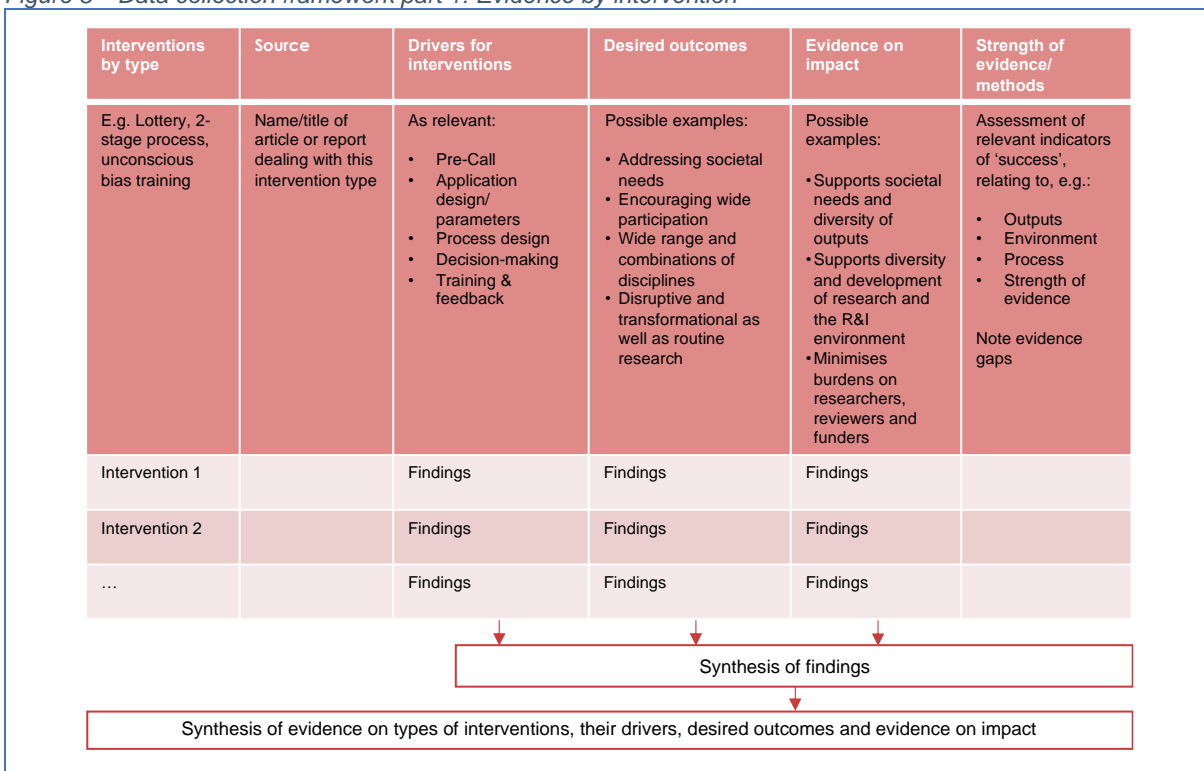 Interventions
by type
Source
Drivers for
interventions
Desired outcomes
Evidence on
impact
Strength of
evidence/
methods
E.g. Lottery, 2-
stage process,
unconscious
bias training
Name/title of
article or report
dealing with this
intervention type
As relevant:
• Pre-Call
• Application
design/
parameters
• Process design
• Decision-making
• Training &
feedback
Possible examples:
• Addressing societal
needs
• Encouraging wide
participation
• Wide range and
combinations of
disciplines
• Disruptive and
transformational as
well as routine
research
Possible
examples:
• Supports societal
needs and
diversity of
outputs
• Supports diversity
and development
of research and
the R&I
environment
• Minimises
burdens on
researchers,
reviewers and
funders
Assessment of
relevant indicators
of ‘success’,
relating to, e.g.:
• Outputs
• Environment
• Process
• Strength of
evidence
Note evidence
gaps
Intervention 1
Findings
Findings
Findings
Intervention 2
Findings
Findings
Findings
…
Findings
Findings
Findings
Synthesis of findings
Synthesis of evidence on types of interventions, their drivers, desired outcomes and evidence on impact